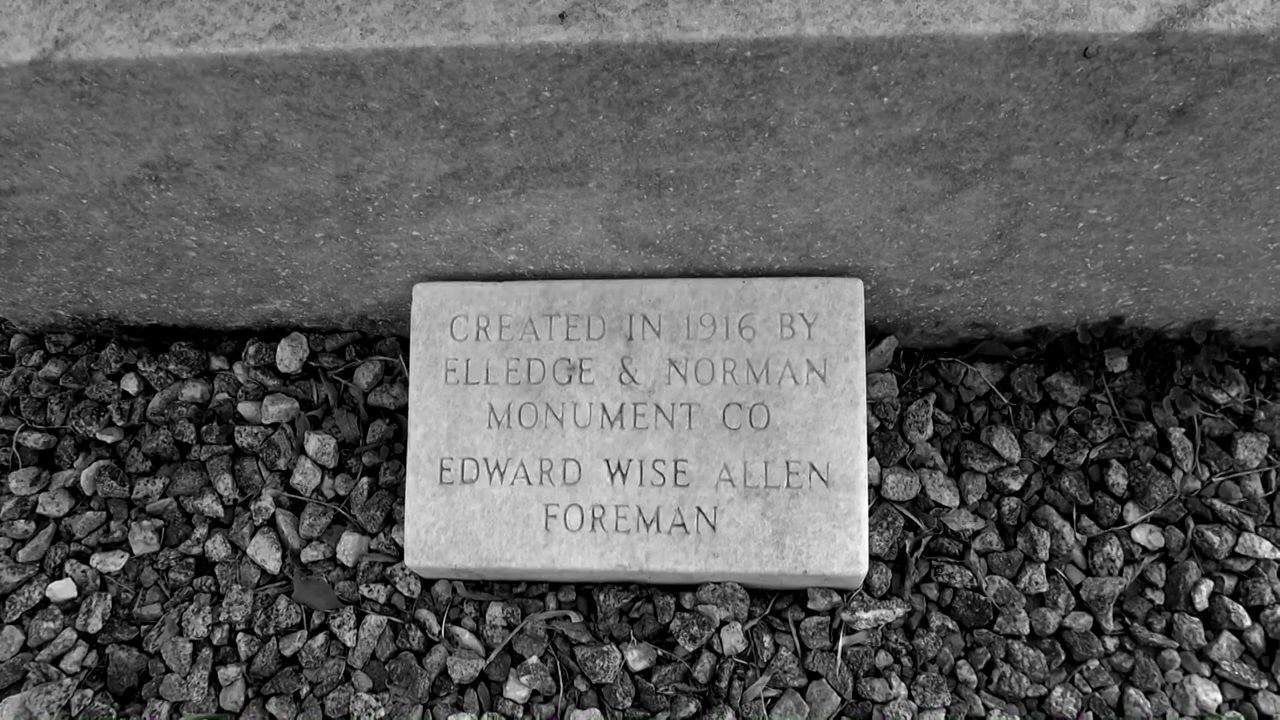 CREATED IN 1916 BY
ELLEDGE & NORMAN
MONUMENT CO
EDWARD WISE ALLEN
FOREMAN